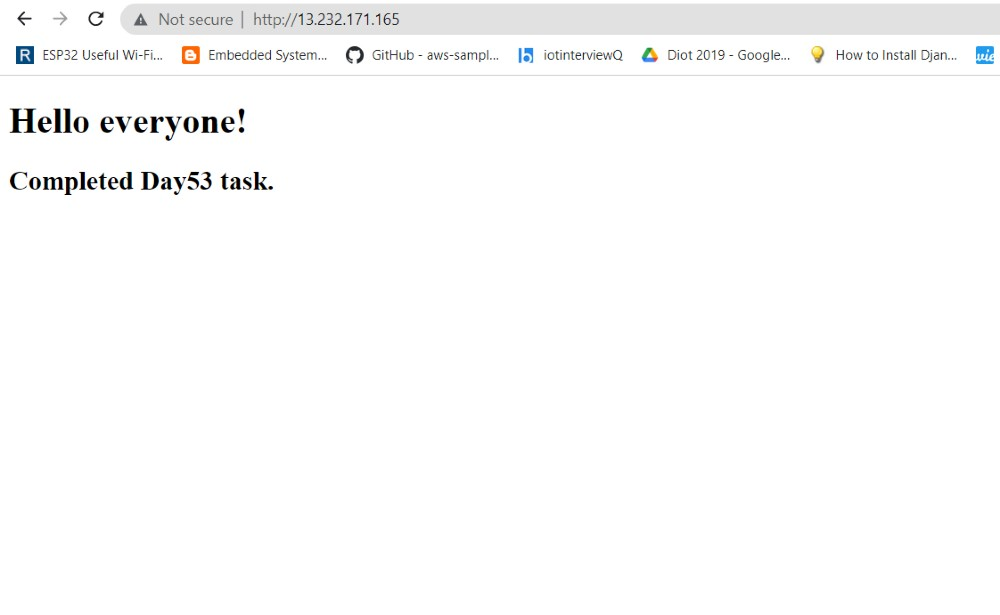 Not secure | http://13.232.171.165
R ESP32 Useful Wi-Fi... Embedded System... GitHub - aws-sampl... iotinterviewQ Diot 2019 - Google... How to Install Djan...
Hello everyone!
Completed Day53 task.